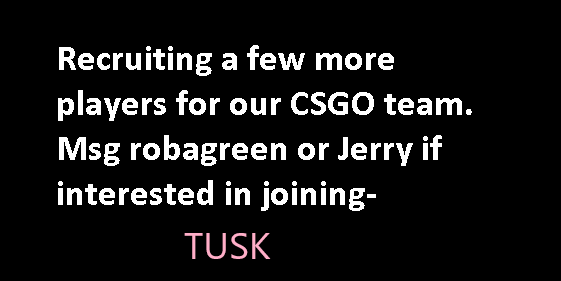 Recruiting a few more
players for our CSGO team.
Msg robagreen or Jerry if
interested in joining-
TUSK